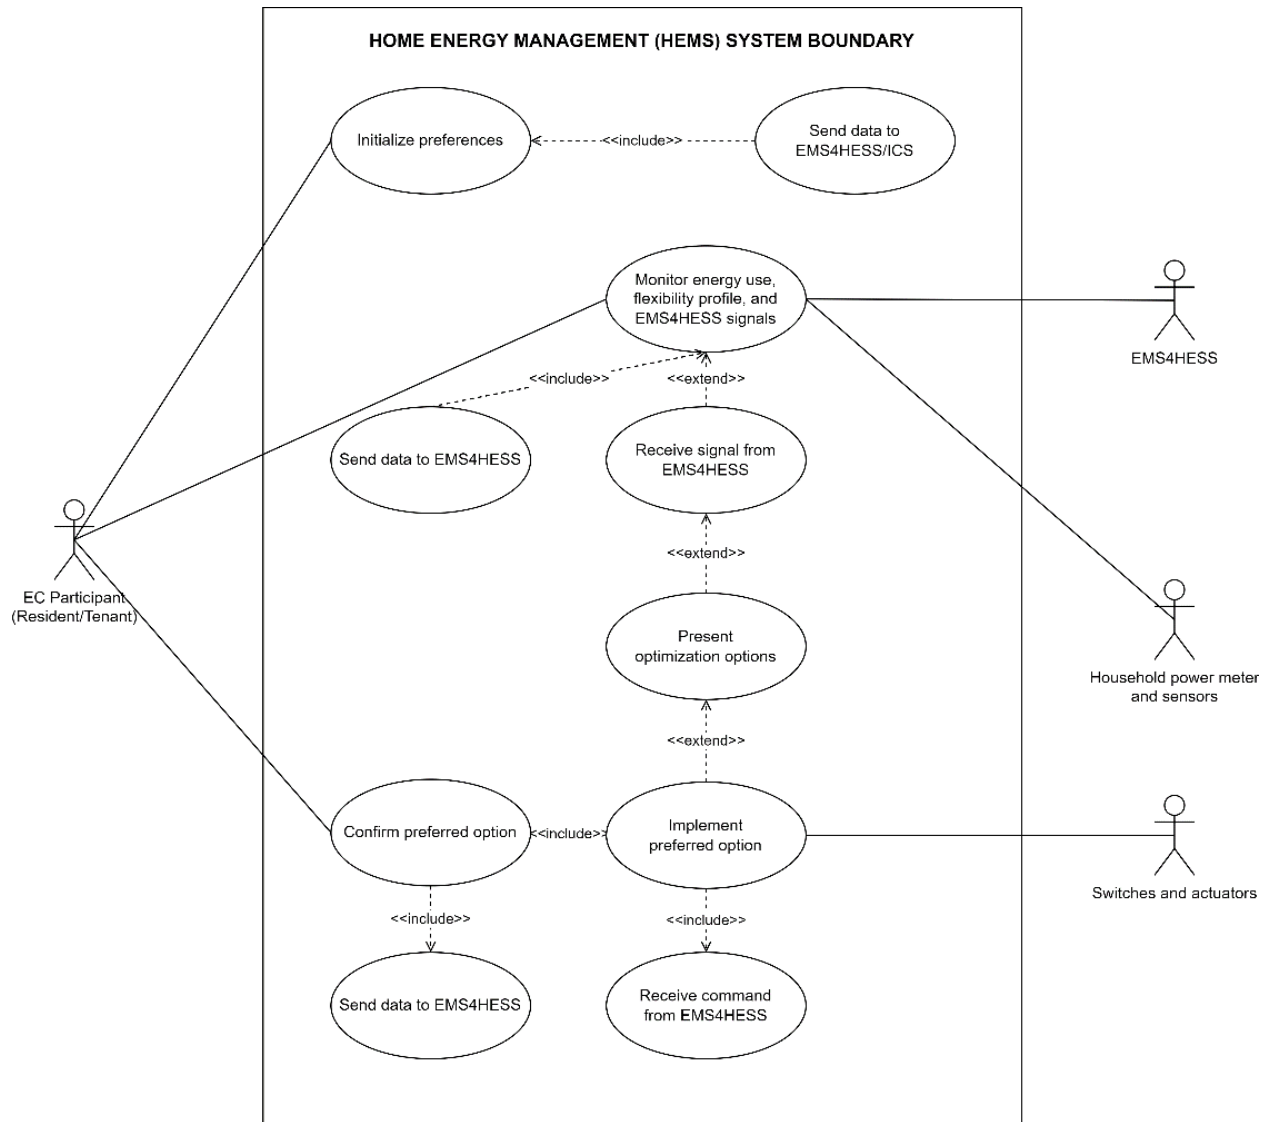 HOME ENERGY MANAGEMENT (HEMS) SYSTEM BOUNDARY
Initialize preferences
<<include>>
Send data to
EMS4HESS/ICS
Monitor energy use,
flexibility profile, and
EMS4HESS signals
EMS4HESS
<<include>>
<<extend>>
Send data to EMS4HESS
Receive signal from
EMS4HESS
<<extend>>
EC Participant
(Resident/Tenant)
Present
optimization options
Household power meter
and sensors
<<extend>>
Confirm preferred option
<<include>>
Implement
preferred option
Switches and actuators
<<include>>
<<include>>
Send data to EMS4HESS
Receive command
from EMS4HESS